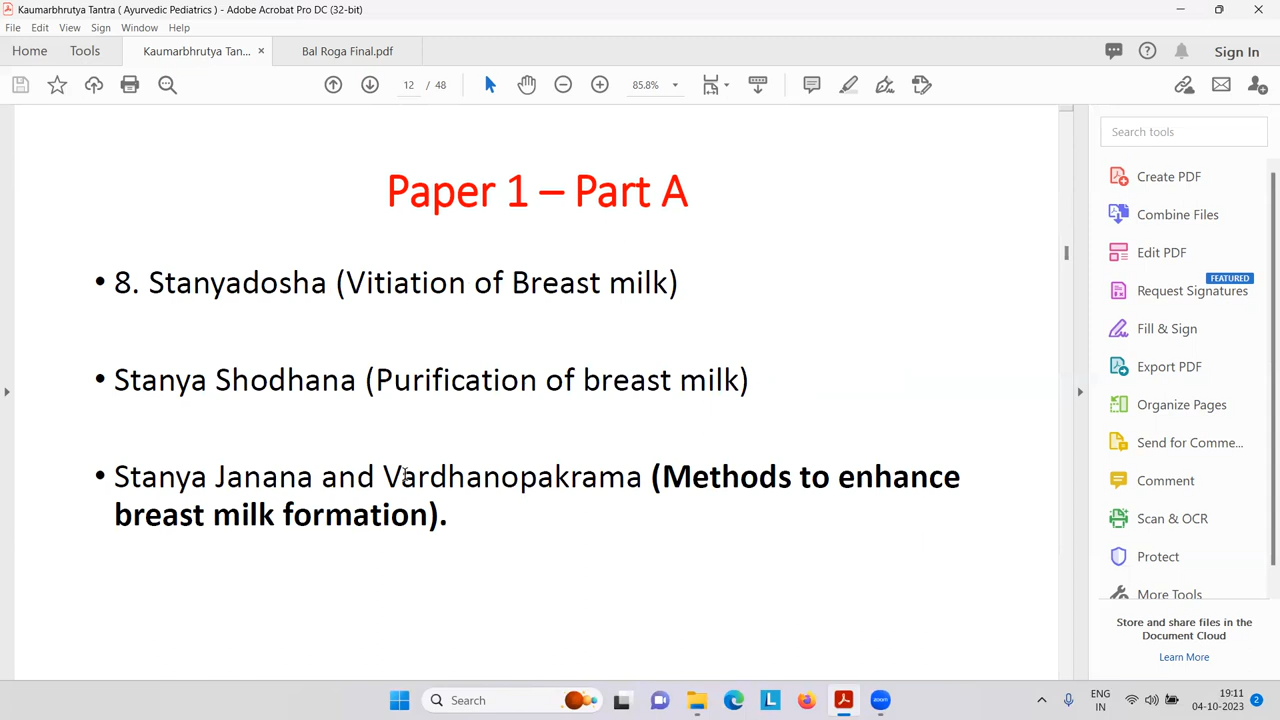 Kaumarbhrutya Tantra ( Ayurvedic Pediatrics ) - Adobe Acrobat Pro DC (32-bit)
File Edit View Sign Window Help
Home Tools Kaumarbhrutya Tan... × Bal Roga Final.pdf Sign In
12 / 48 85.8%
Paper 1 – Part A
• 8. Stanyadosha (Vitiation of Breast milk)
• Stanya Shodhana (Purification of breast milk)
• Stanya Janana and Vardhanopakrama (Methods to enhance
breast milk formation).
Search tools
Create PDF
Combine Files
Edit PDF
FEATURED
Request Signatures
Fill & Sign
Export PDF
Organize Pages
Send for Comme...
Comment
Scan & OCR
Protect
More Tools
Store and share files in the
Document Cloud
Learn More
Search
L
zoom
ENG
IN
19:11
04-10-2023
2